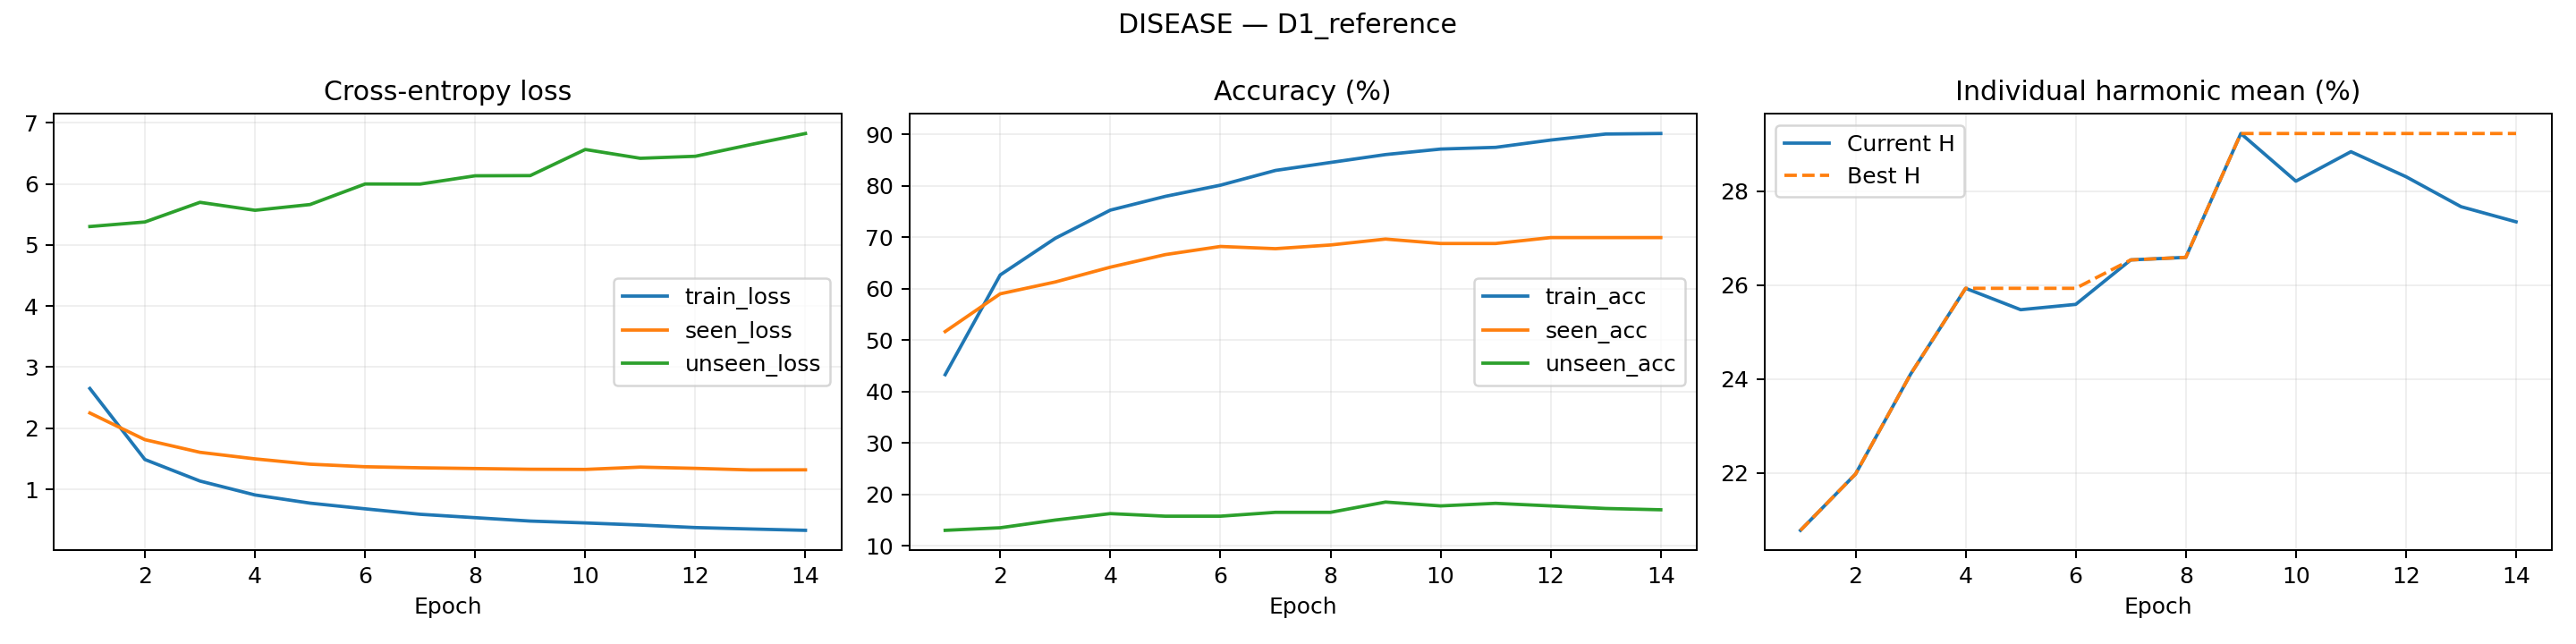 DISEASE — D1_reference
Cross-entropy loss
7
6
5
4
3
2
1
train_loss
seen_loss
unseen_loss
2 4 6 8 10 12 14
Epoch
Accuracy (%)
90
80
70
60
50
40
30
20
10
train_acc
seen_acc
unseen_acc
2 4 6 8 10 12 14
Epoch
Individual harmonic mean (%)
Current H
Best H
28
26
24
22
2 4 6 8 10 12 14
Epoch